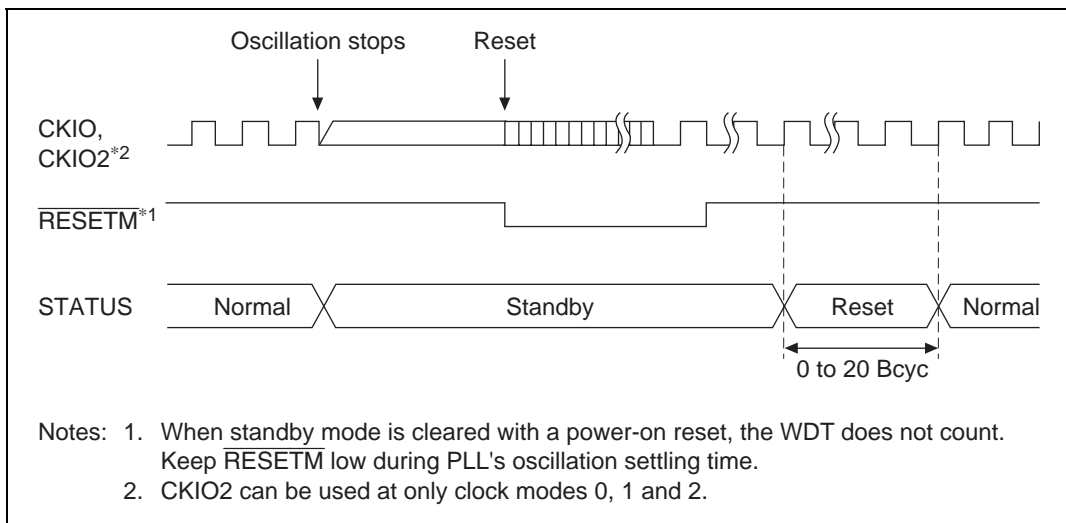 Oscillation stops Reset
CKIO,
CKIO2*2
RESETM*1
STATUS Normal Standby Reset Normal
0 to 20 Bcyc
Notes: 1. When standby mode is cleared with a power-on reset, the WDT does not count.
Keep RESETM low during PLL's oscillation settling time.
2. CKIO2 can be used at only clock modes 0, 1 and 2.